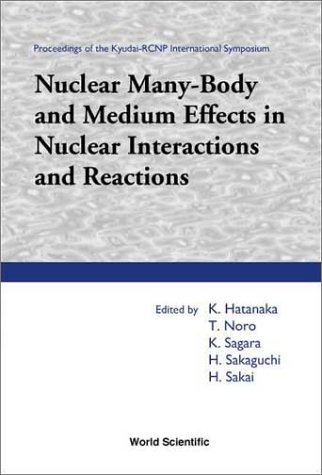 Proceedings of the Kyudai-RCNP International Symposium
Nuclear Many-Body
and Medium Effects in
Nuclear Interactions
and Reactions
Edited by K. Hatanaka
T. Noro
K. Sagara
H. Sakaguchi
H. Sakai
World Scientific